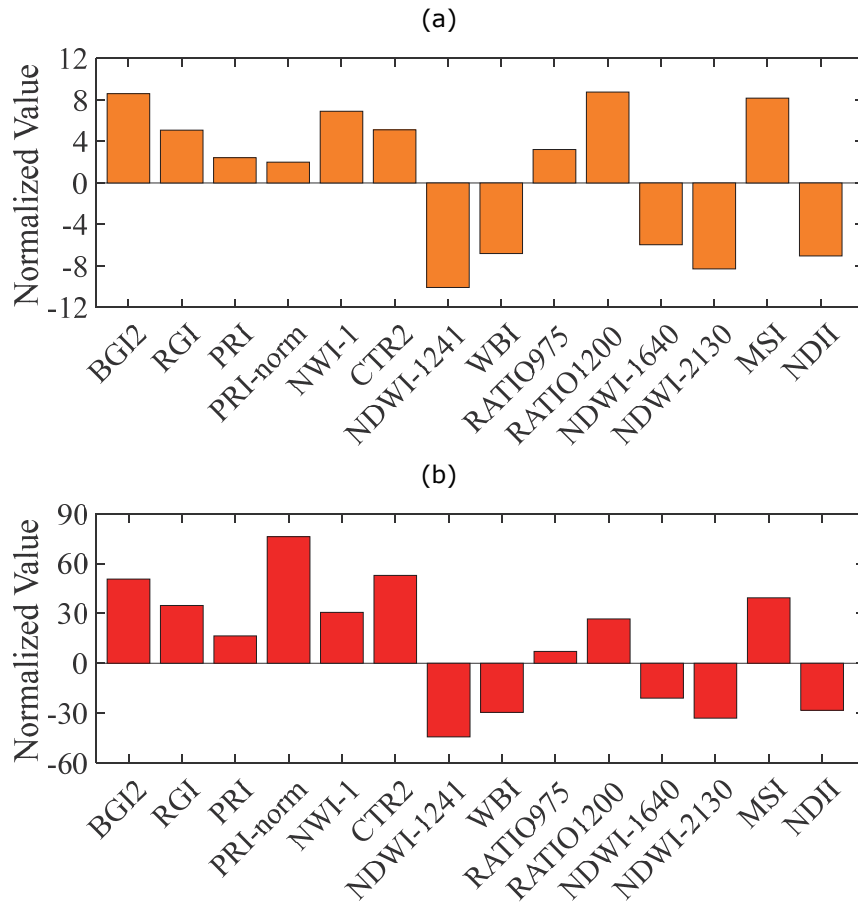 (a)
Normalized Value
12
8
4
0
-4
-8
-12
BGI2
RGI
PRI
PRI-norm
NWI-1
CTR2
NDWI-1241
WBI
RATIO975
RATIO1200
NDWI-1640
NDWI-2130
MSI
NDII
(b)
Normalized Value
90
60
30
0
-30
-60
BGI2
RGI
PRI
PRI-norm
NWI-1
CTR2
NDWI-1241
WBI
RATIO975
RATIO1200
NDWI-1640
NDWI-2130
MSI
NDII